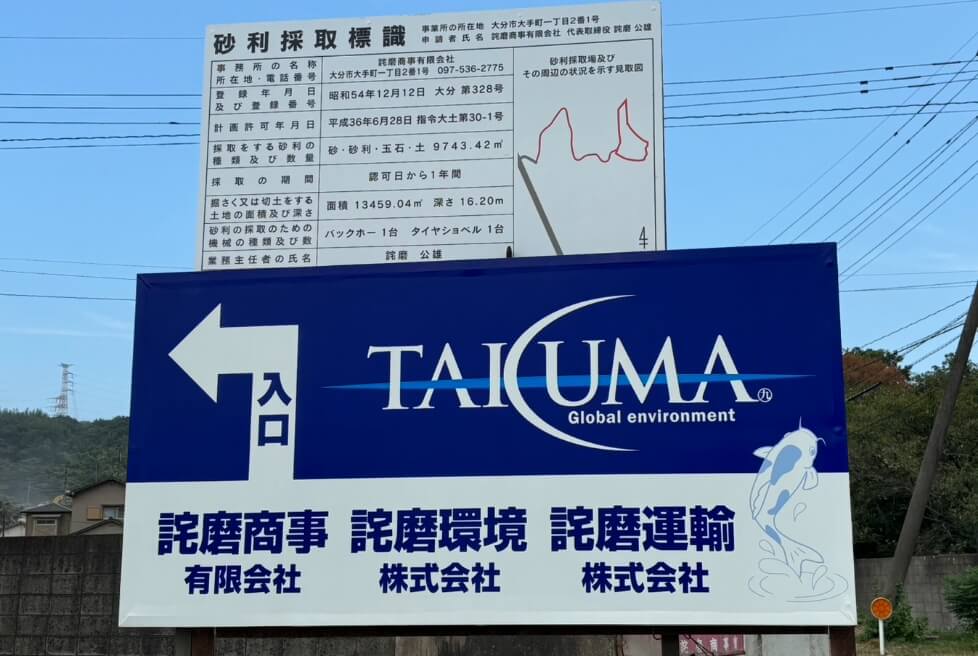 砂利採取標識
事業所の所在地 大分市大手町一丁目2番1号
申請者氏名 詫磨商事有限会社 代表取締役 詫磨 公雄
事務所の名称
所在地・電話番号
詫磨商事有限会社
大分市大手町一丁目2番1号 097-536-2775
登録年月日
及び登録番号
昭和54年12月12日 大分 第328号
計画許可年月日
平成36年6月28日 指令大土第30-1号
採取をする砂利の
種類及び数量
砂・砂利・玉石・土 9743.42㎥
採取の期間
認可日から1年間
掘さく又は切土をする
土地の面積及び深さ
面積 13459.04㎡ 深さ 16.20m
砂利の採取のための
機械の種類及び数
バックホー 1台 タイヤショベル 1台
業務主任者の氏名
詫磨 公雄
砂利採取場及び
その周辺の状況を示す見取図
入口
TAKUMA
九
Global environment
詫磨商事 詫磨環境 詫磨運輸
有限会社 株式会社 株式会社